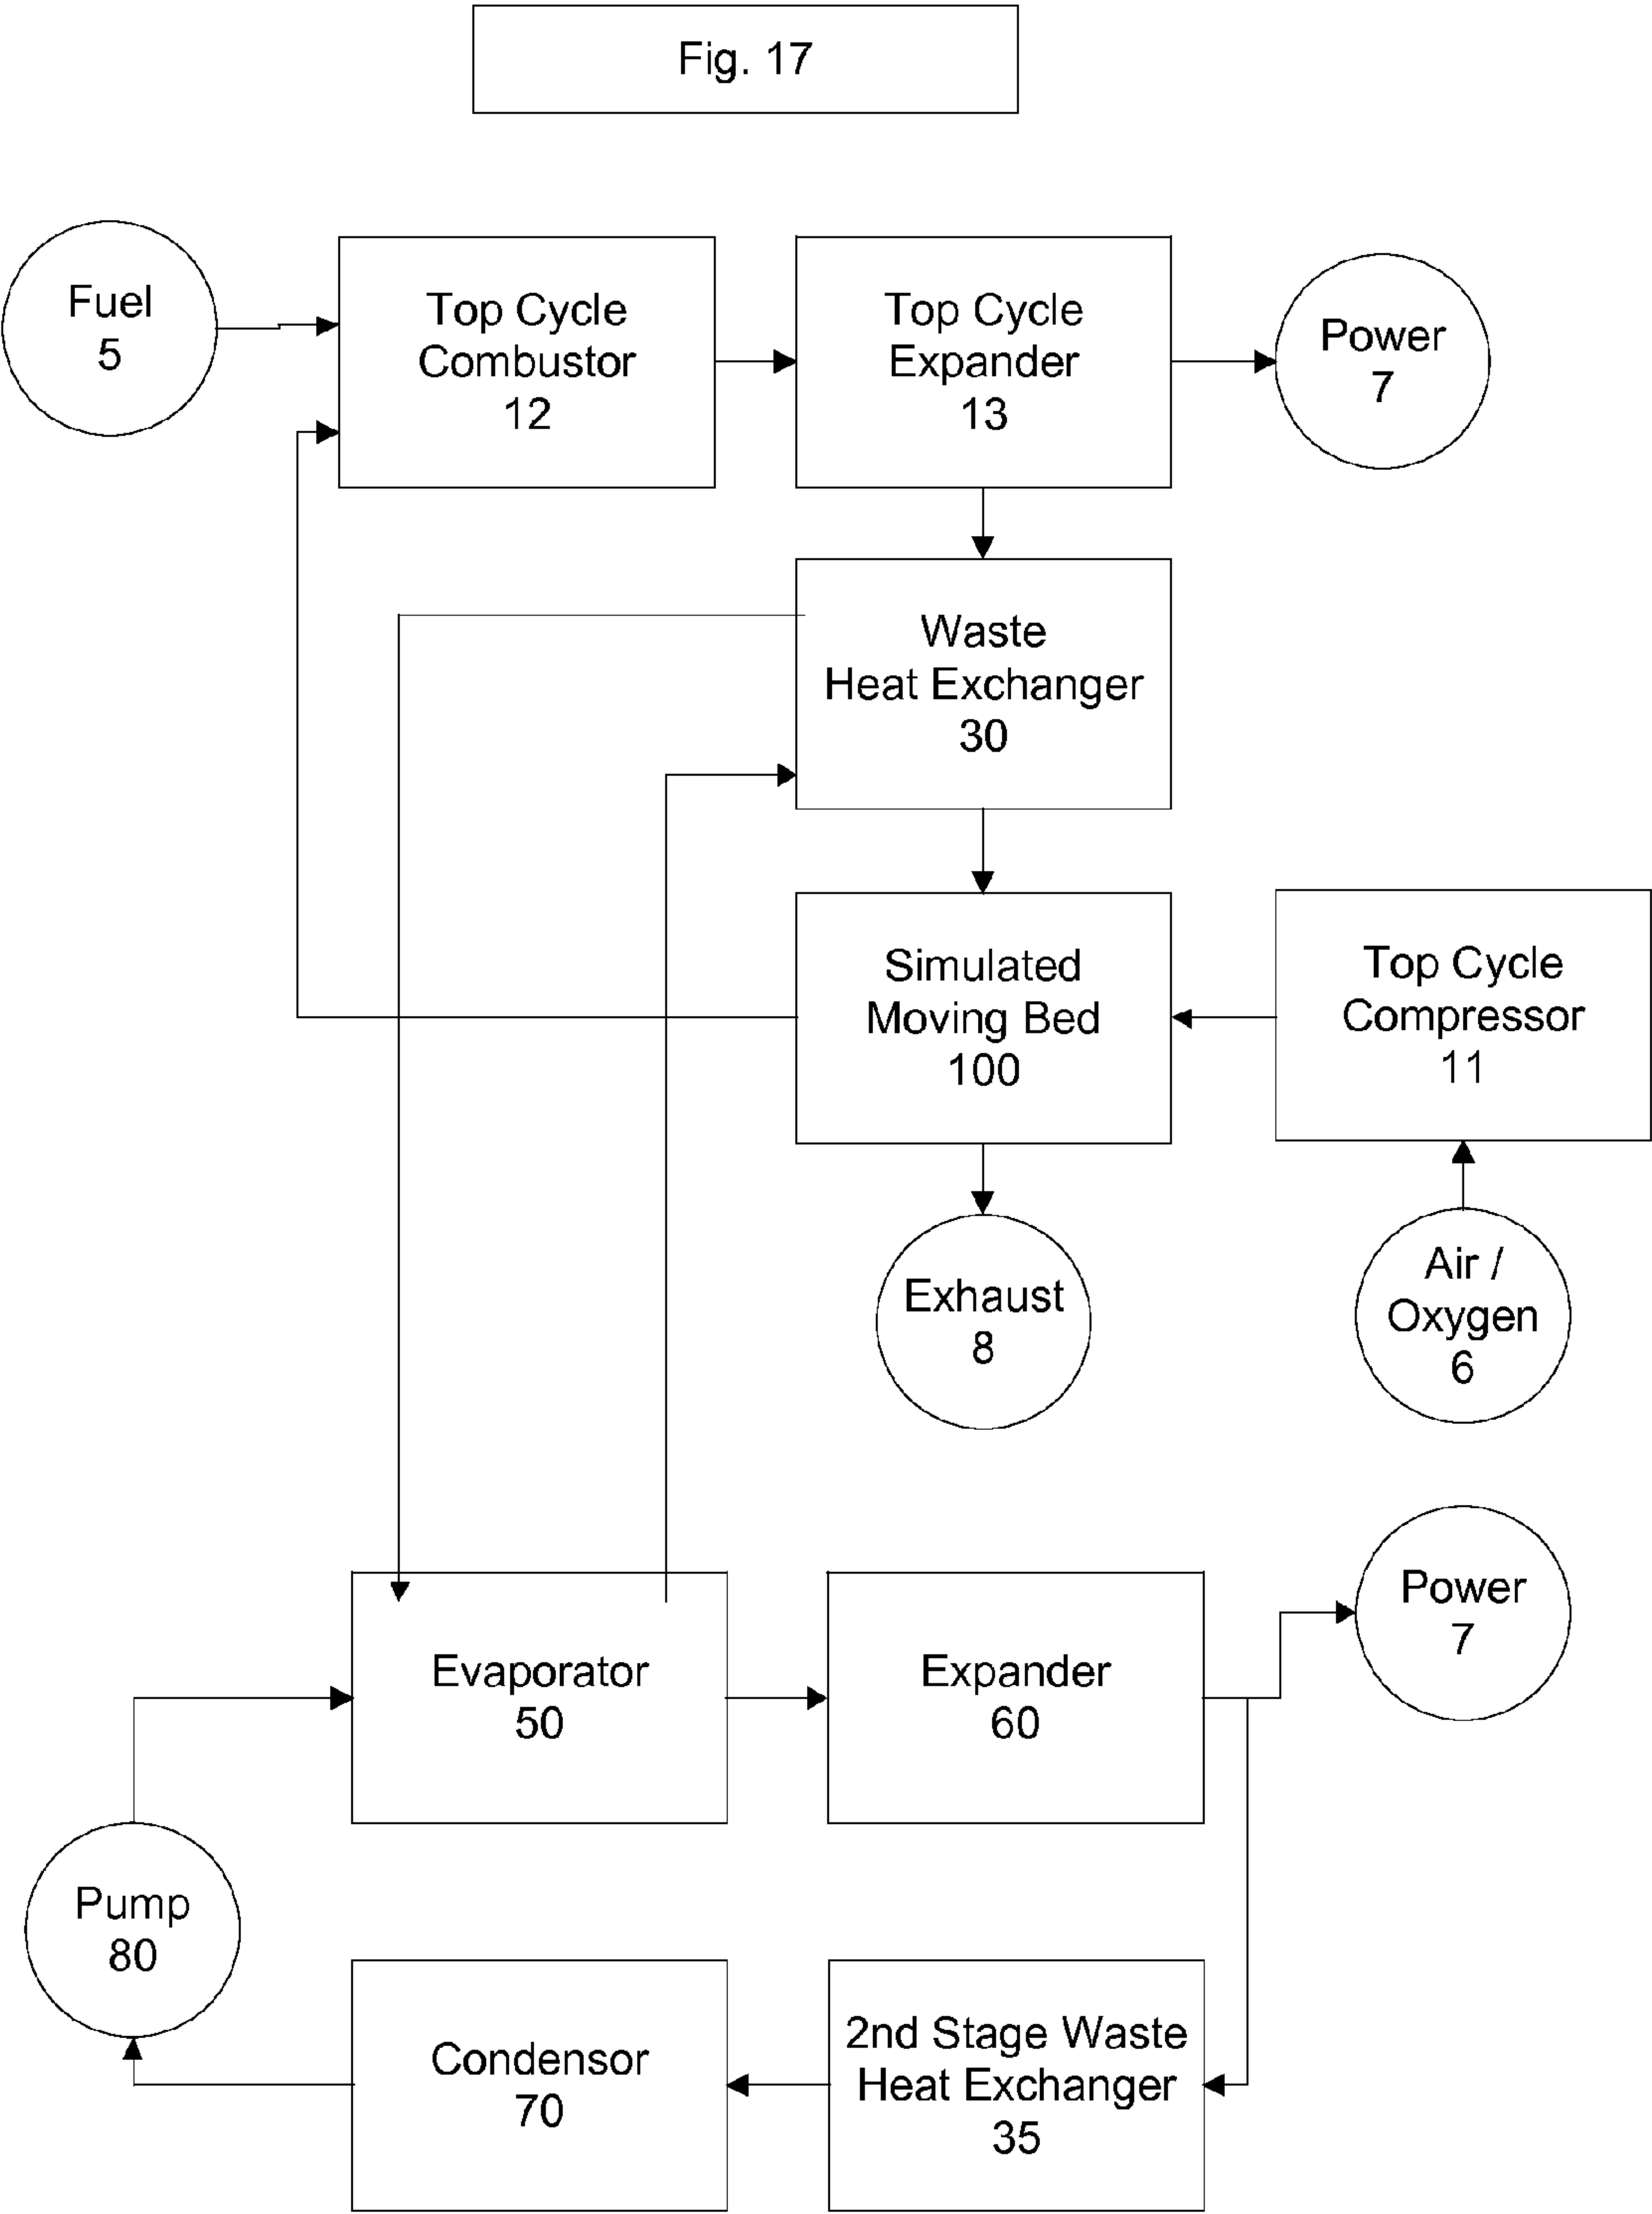 Fig. 17
Fuel
5
Top Cycle
Combustor
12
Top Cycle
Expander
13
Power
7
Waste
Heat Exchanger
30
Simulated
Moving Bed
100
Top Cycle
Compressor
11
Exhaust
8
Air /
Oxygen
6
Evaporator
50
Expander
60
Power
7
Pump
80
Condensor
70
2nd Stage Waste
Heat Exchanger
35